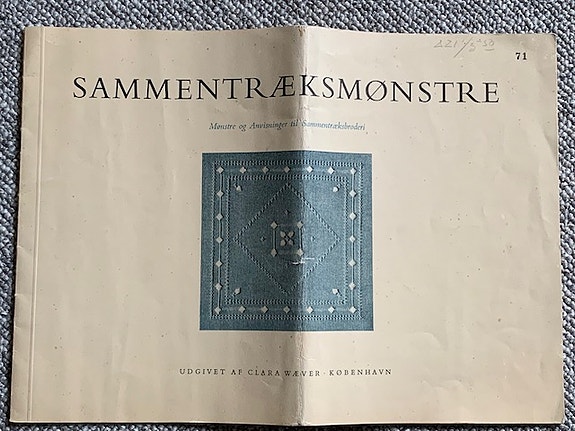 71
SAMMENTRÆKSMØNSTRE
Mønstre og Anvisninger til Sammentræksbroderi
UDGIVET AF CLARA WÆVER · KØBENHAVN